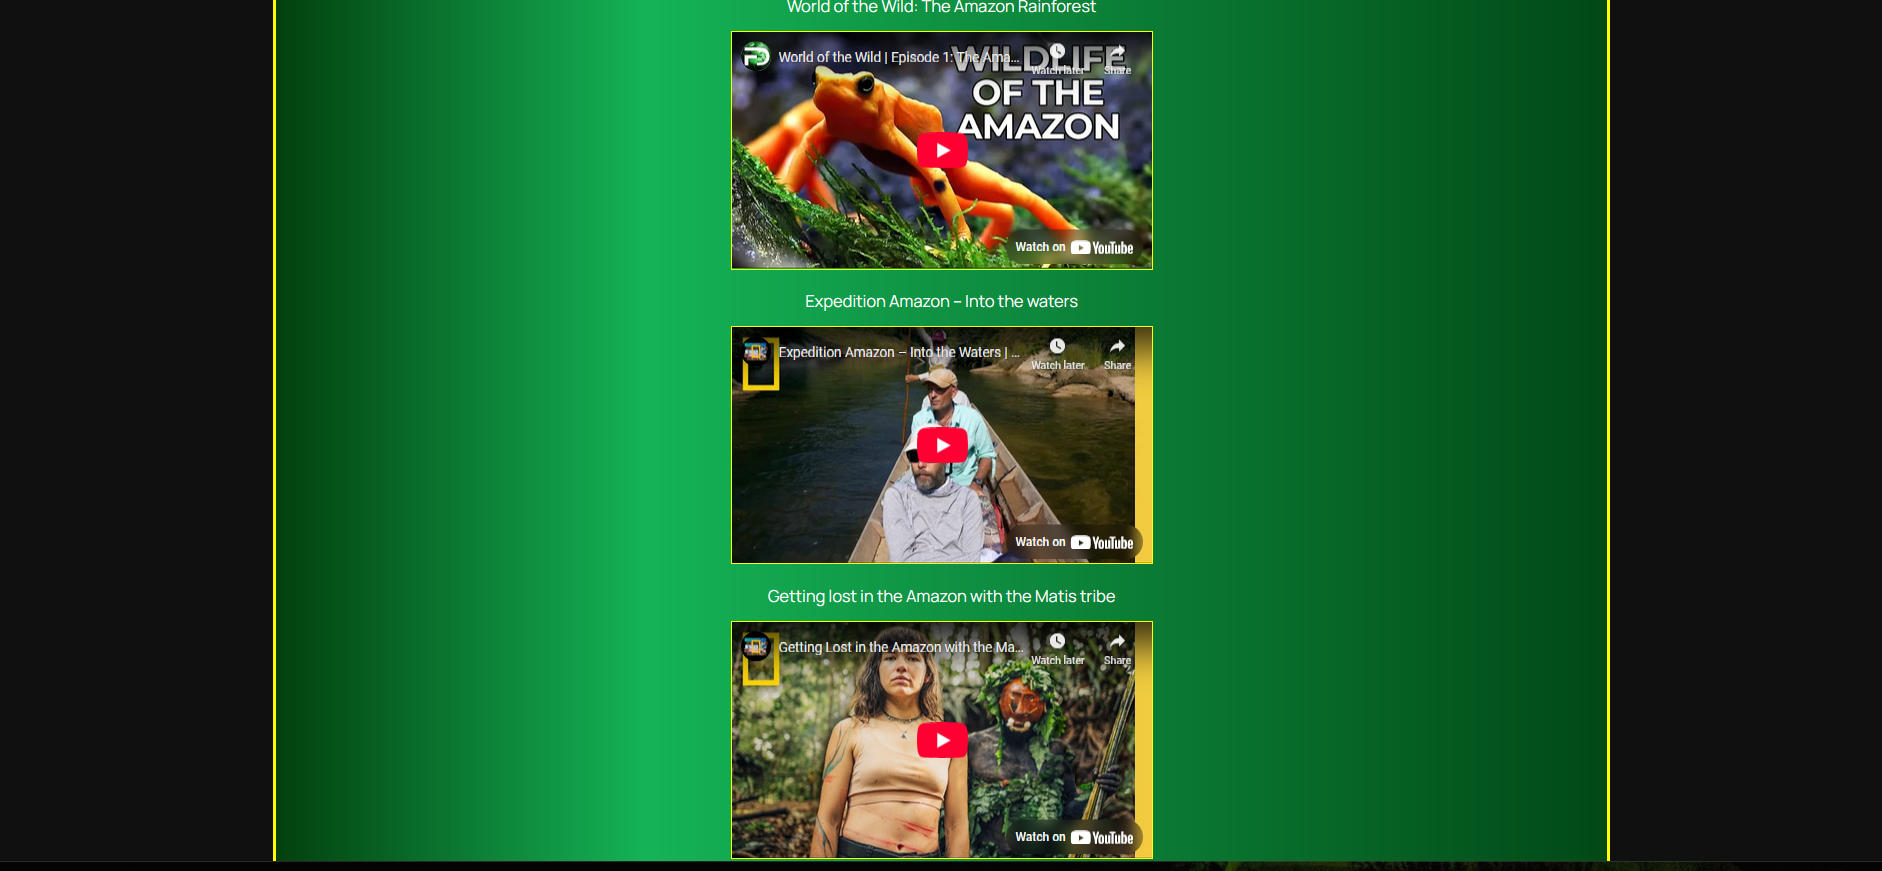 World of the Wild: The Amazon Rainforest
World of the Wild | Episode 1: The Ama...
Watch later
Share
WILDLIFE
OF THE
AMAZON
Watch on YouTube
Expedition Amazon – Into the waters
Expedition Amazon – Into the Waters | ...
Watch later
Share
Watch on YouTube
Getting lost in the Amazon with the Matis tribe
Getting Lost in the Amazon with the Ma...
Watch later
Share
Watch on YouTube